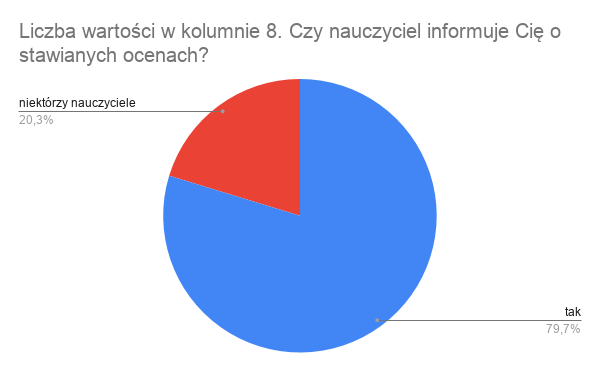 Liczba wartości w kolumnie 8. Czy nauczyciel informuje Cię o
stawianych ocenach?
niektórzy nauczyciele
20,3%
tak
79,7%